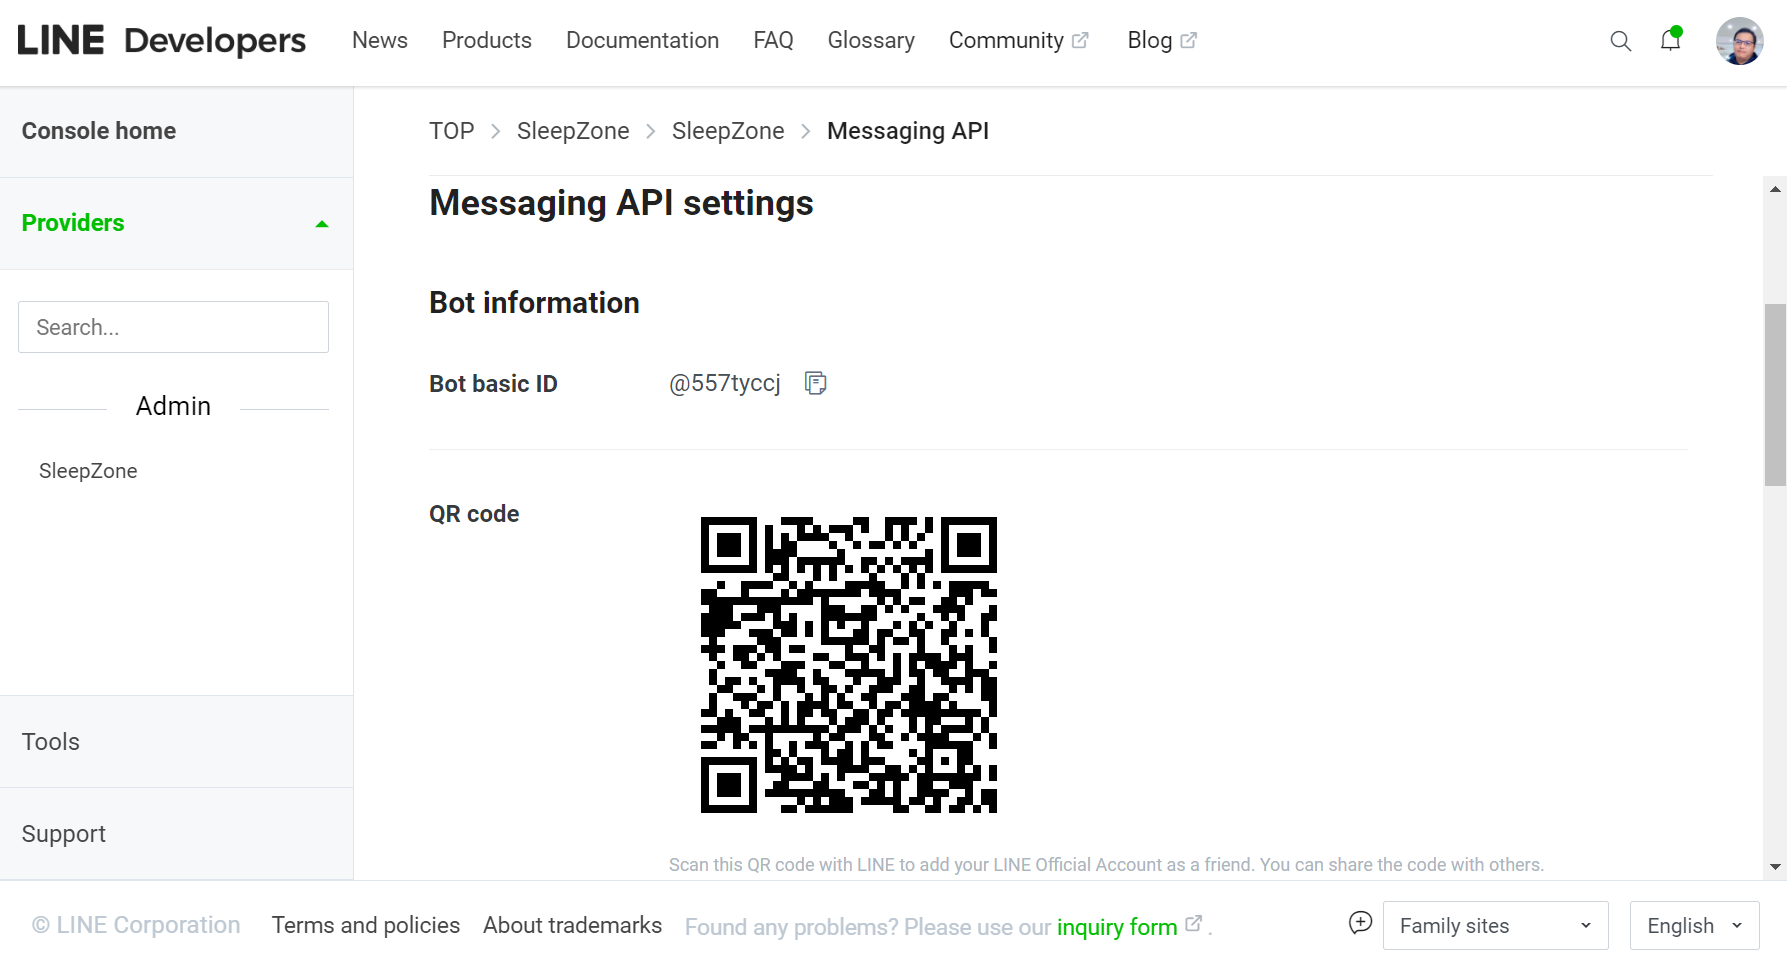 LINE Developers News Products Documentation FAQ Glossary Community Blog
Console home
Providers
Search...
Admin
SleepZone
Tools
Support
TOP > SleepZone > SleepZone > Messaging API
Messaging API settings
Bot information
Bot basic ID @557tyccj
QR code
Scan this QR code with LINE to add your LINE Official Account as a friend. You can share the code with others.
© LINE Corporation Terms and policies About trademarks Found any problems? Please use our inquiry form . Family sites English